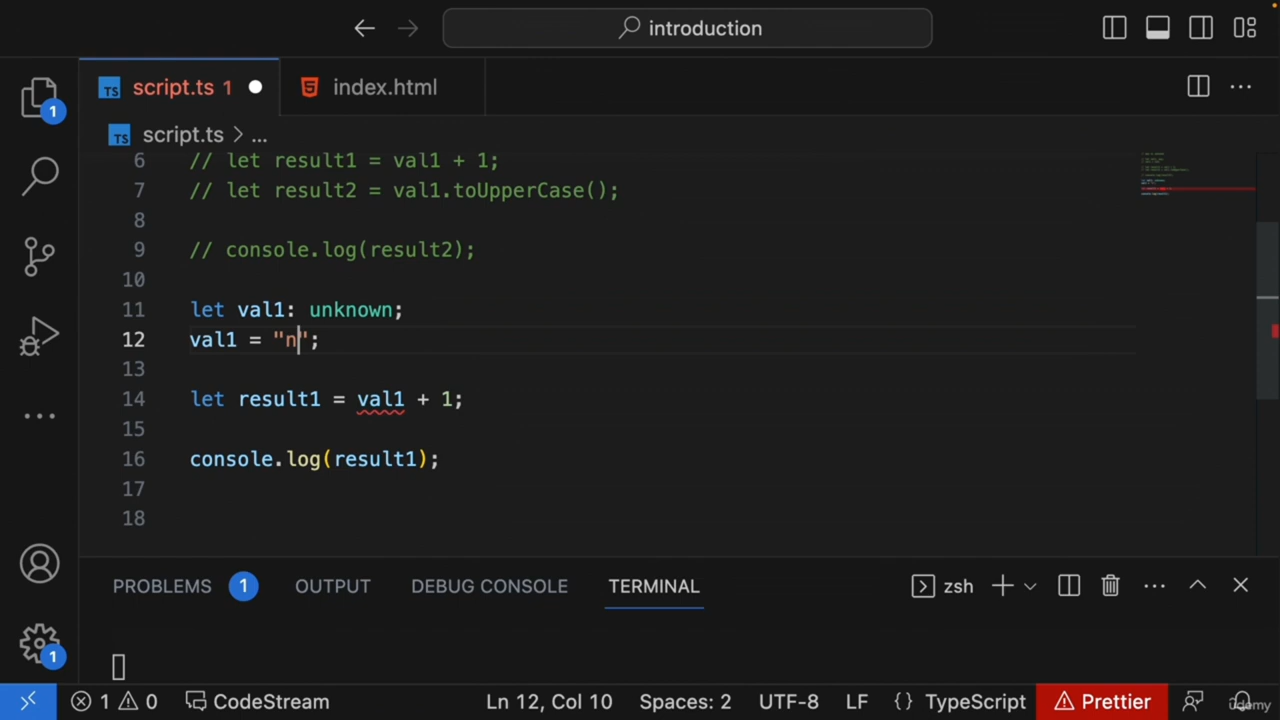 introduction
script.ts 1
index.html
script.ts > ...
6 // let result1 = val1 + 1;
7 // let result2 = val1.toUpperCase();
8
9 // console.log(result2);
10
11 let val1: unknown;
12 val1 = "n";
13
14 let result1 = val1 + 1;
15
16 console.log(result1);
17
18
1
PROBLEMS 1 OUTPUT DEBUG CONSOLE TERMINAL zsh
1
1 0 CodeStream Ln 12, Col 10 Spaces: 2 UTF-8 LF {} TypeScript Prettier
udemy